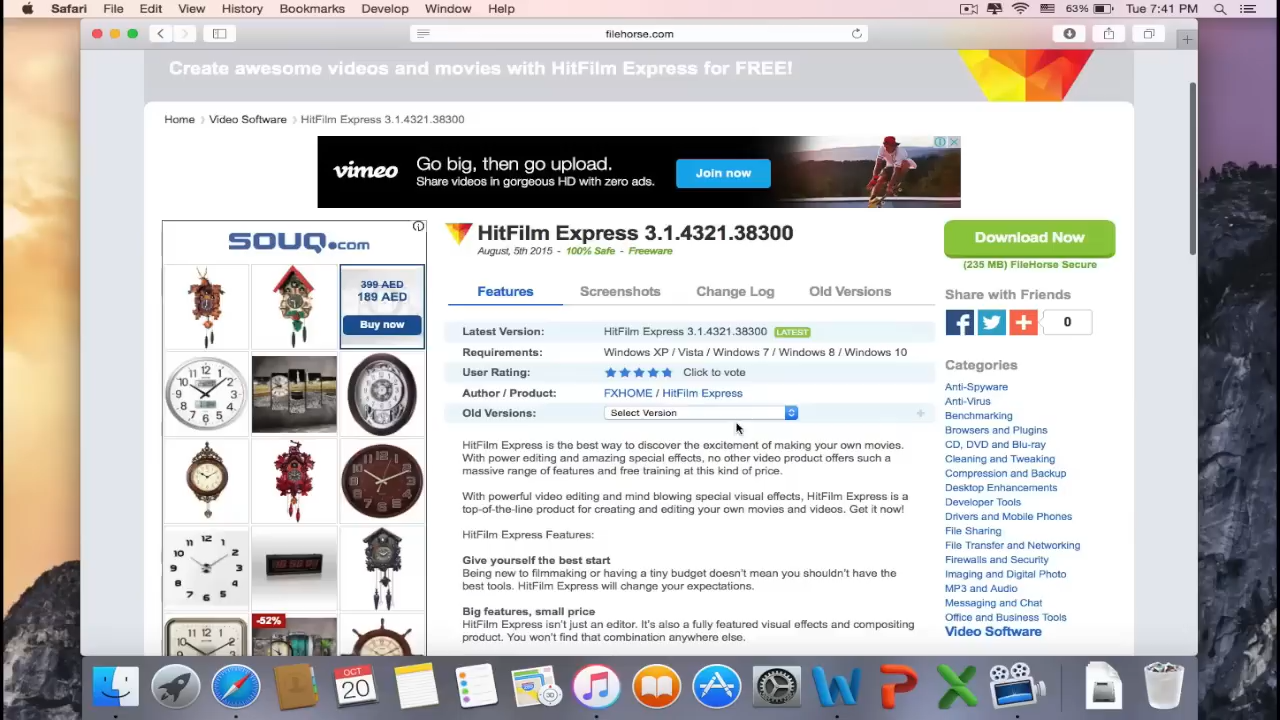 Safari File Edit View History Bookmarks Develop Window Help 63% Tue 7:41 PM
filehorse.com
Create awesome videos and movies with HitFilm Express for FREE!
Home Video Software HitFilm Express 3.1.4321.38300
vimeo
Go big, then go upload.
Share videos in gorgeous HD with zero ads.
Join now
SOUQ.com
399 AED
189 AED
Buy now
-52%
HitFilm Express 3.1.4321.38300
August, 5th 2015 - 100% Safe - Freeware
Features Screenshots Change Log Old Versions
Latest Version: HitFilm Express 3.1.4321.38300 LATEST
Requirements: Windows XP / Vista / Windows 7 / Windows 8 / Windows 10
User Rating: Click to vote
Author / Product: FXHOME / HitFilm Express
Old Versions: Select Version
HitFilm Express is the best way to discover the excitement of making your own movies.
With power editing and amazing special effects, no other video product offers such a
massive range of features and free training at this kind of price.
With powerful video editing and mind blowing special visual effects, HitFilm Express is a
top-of-the-line product for creating and editing your own movies and videos. Get it now!
HitFilm Express Features:
Give yourself the best start
Being new to filmmaking or having a tiny budget doesn't mean you shouldn't have the
best tools. HitFilm Express will change your expectations.
Big features, small price
HitFilm Express isn't just an editor. It's also a fully featured visual effects and compositing
product. You won't find that combination anywhere else.
Download Now
(235 MB) FileHorse Secure
Share with Friends
0
Categories
Anti-Spyware
Anti-Virus
Benchmarking
Browsers and Plugins
CD, DVD and Blu-ray
Cleaning and Tweaking
Compression and Backup
Desktop Enhancements
Developer Tools
Drivers and Mobile Phones
File Sharing
File Transfer and Networking
Firewalls and Security
Imaging and Digital Photo
MP3 and Audio
Messaging and Chat
Office and Business Tools
Video Software
OCT
20